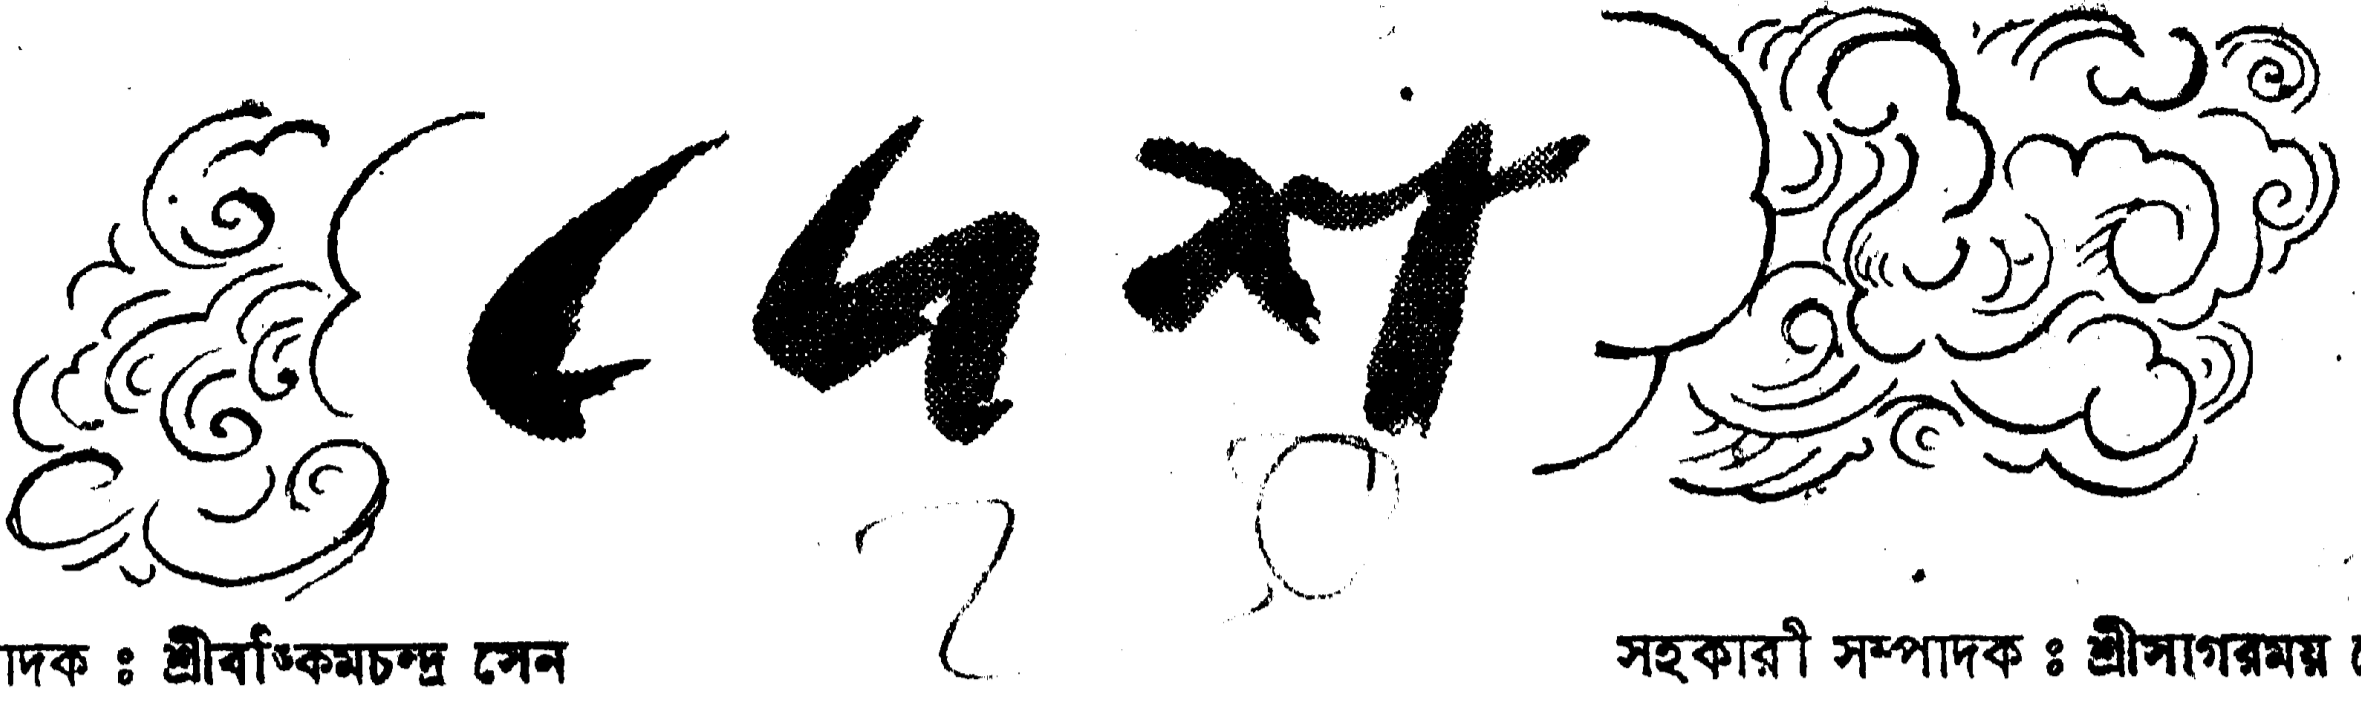 দেশ
াদক : শ্রীবঙ্কিমচন্দ্র সেন সহকারী সম্পাদক : শ্রীসাগরময়